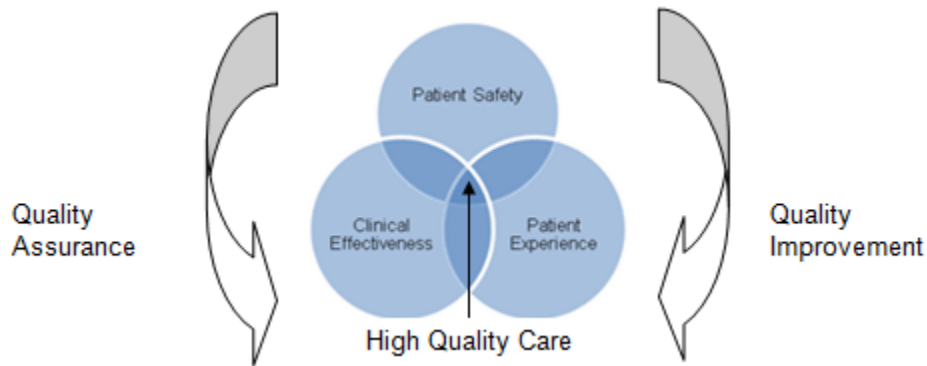 Patient Safety
Clinical
Effectiveness
Patient
Experience
Quality
Assurance
Quality
Improvement
High Quality Care